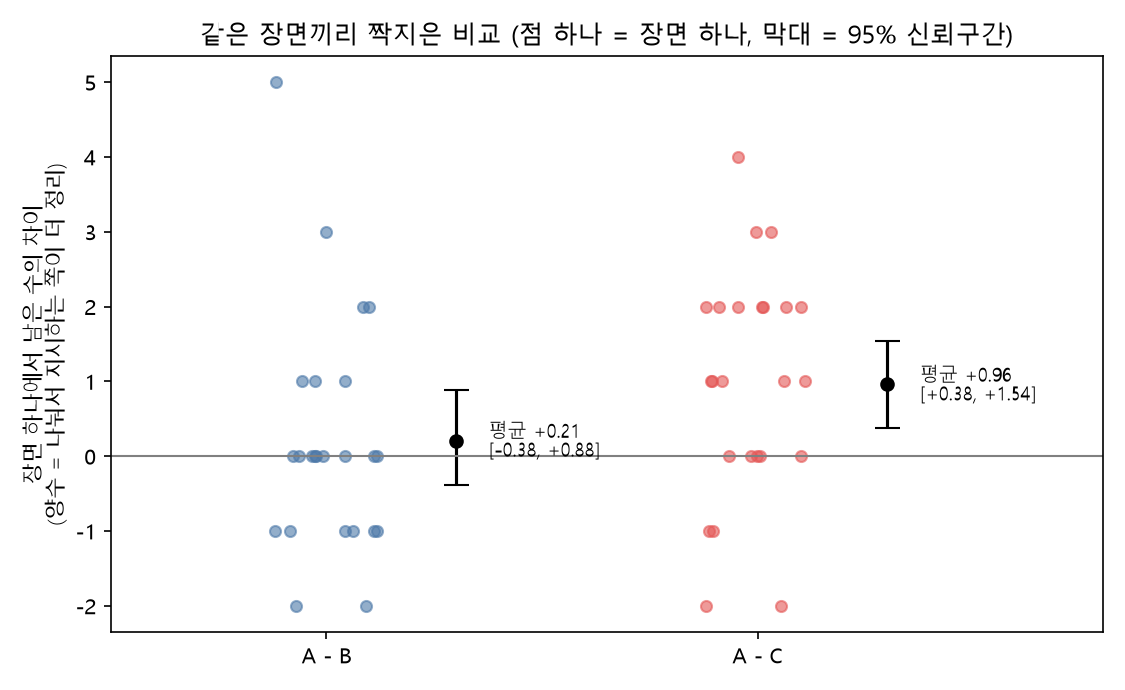 같은 장면끼리 짝지은 비교 (점 하나 = 장면 하나, 막대 = 95% 신뢰구간)
장면 하나에서 남은 수의 차이
(양수 = 나눠서 지시하는 쪽이 더 정리)
5
4
3
2
1
0
-1
-2
평균 +0.21
[-0.38, +0.88]
평균 +0.96
[+0.38, +1.54]
A - B
A - C